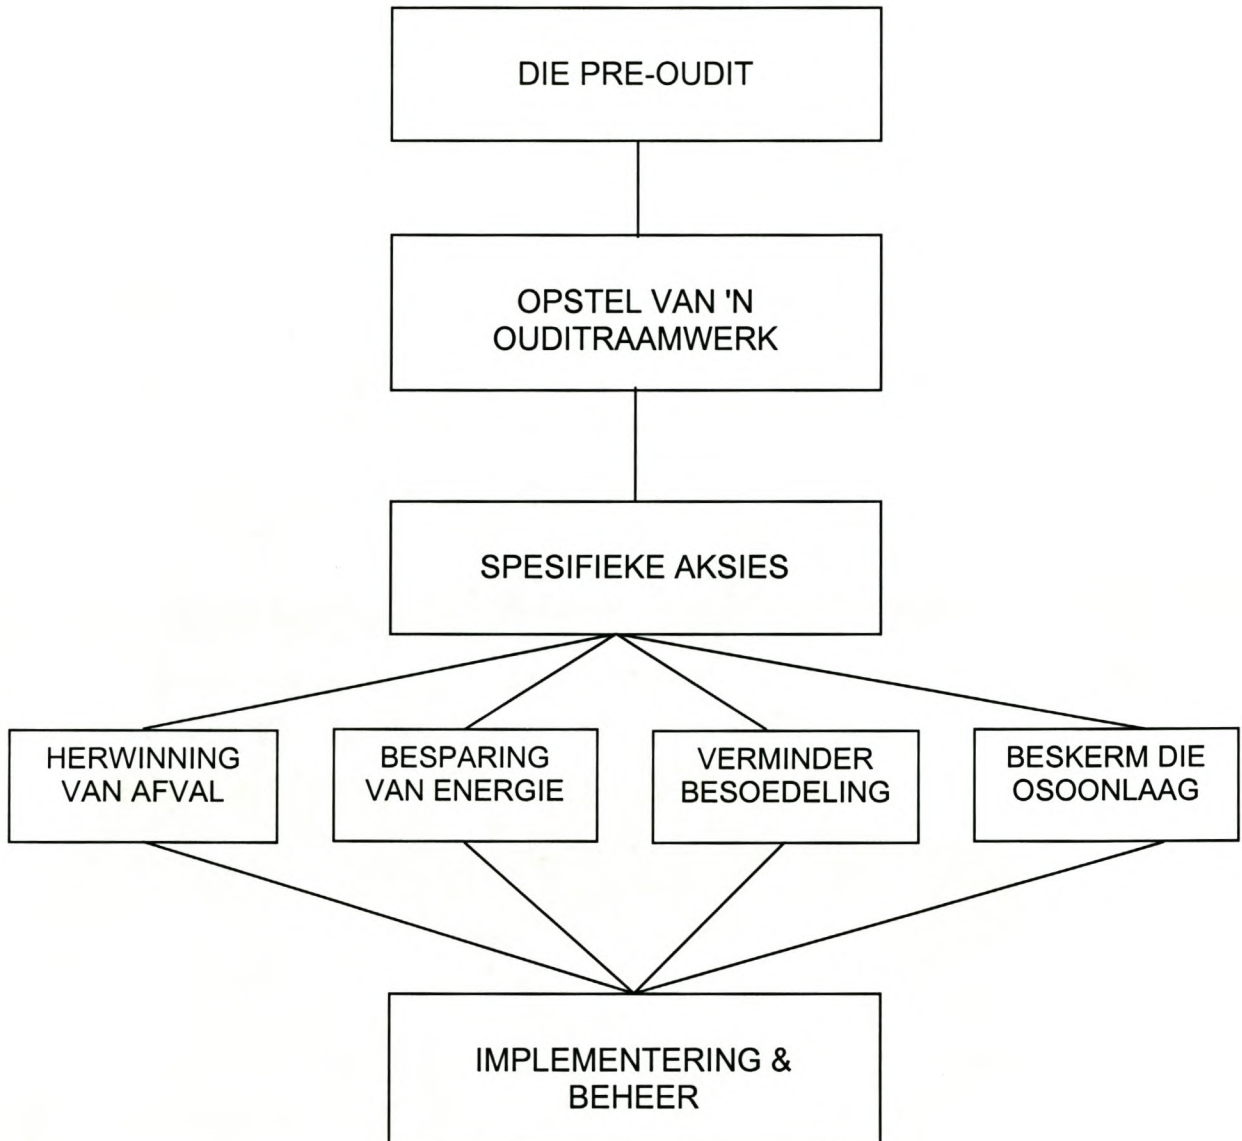 DIE PRE-OUDIT
OPSTEL VAN 'N
OUDITRAAMWERK
SPESIFIEKE AKSIES
HERWINNING
VAN AFVAL
BESPARING
VAN ENERGIE
VERMINDER
BESOEDELING
BESKERM DIE
OSOONLAAG
IMPLEMENTERING &
BEHEER